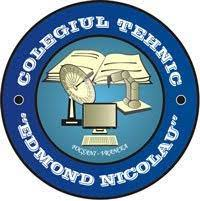 COLEGIUL TEHNIC
"EDMOND NICOLAU"
FOCȘANI - VRANCEA